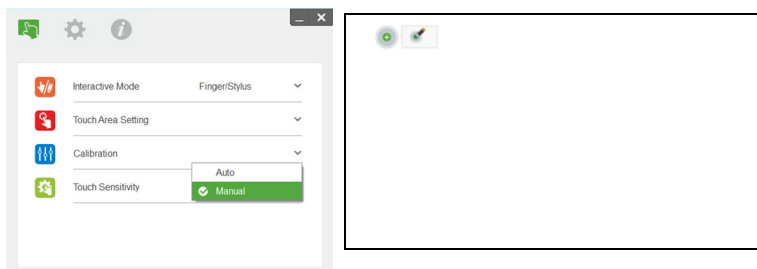 Interactive Mode Finger/Stylus
Touch Area Setting
Calibration
Auto
Touch Sensitivity
Manual